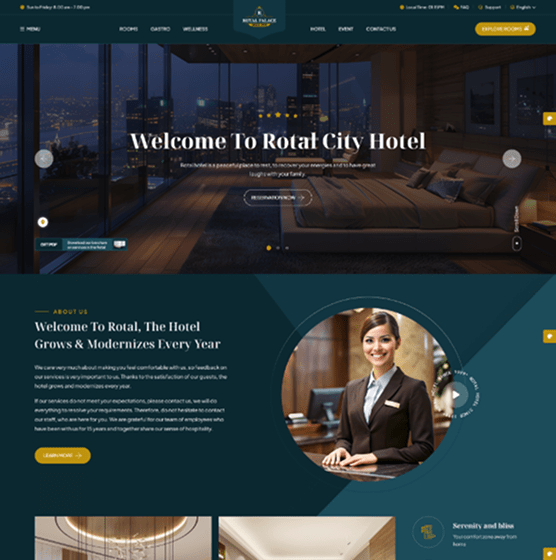 Sun to Friday: 8.00 am - 7.00 pm
Local Time: 03:51 PM
FAQ
Support
English
MENU
ROOMS
GASTRO
WELLNESS
ROYAL PALACE
HOTEL
EVENT
CONTACT US
EXPLORE ROOMS
Welcome To Rotal City Hotel
Rotal hotel is a peaceful place to rest, to recover your energies and to have great
laughs with your family.
RESERVATION NOW
Scroll Down
GET PDF
Download our brochure
ABOUT US
Welcome To Rotal, The Hotel
Grows & Modernizes Every Year
We care very much about making you feel comfortable with us, so feedback on
our services is very important to us. Thanks to the satisfaction of our guests, the
hotel grows and modernizes every year.
If our services do not meet your expectations, please contact us, we will do
everything to resolve your requirements. Therefore, do not hesitate to contact
our staff, who are here for you. We are grateful for our team of employees who
have been with us for 15 years and together share our sense of hospitality.
LEARN MORE
Serenity and bliss
Your comfort zone away from
home